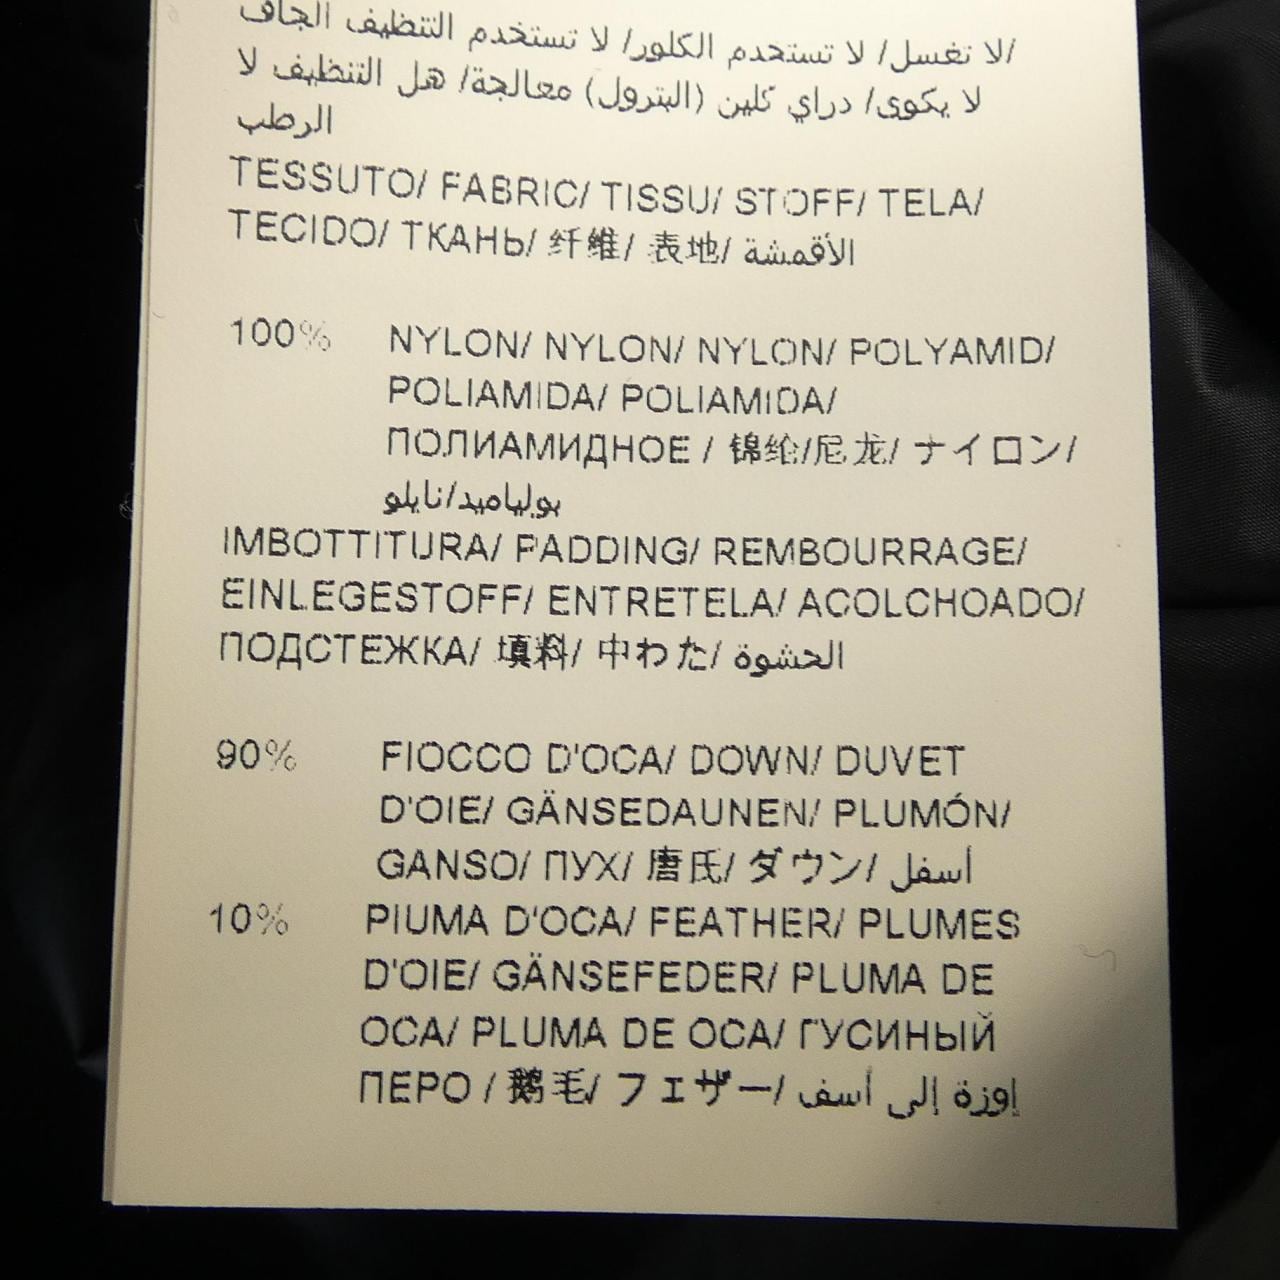 لا تغسل/ لا تستخدم الكلور/ لا تستخدم التنظيف الجاف/
لا يكوى/ دراي كلين (البترول) معالجة/ هل التنظيف لا
الرطب
TESSUTO/ FABRIC/ TISSU/ STOFF/ TELA/
TECIDO/ ТКАНЬ/ 纤维/ 表地/ الأقمشة
100% NYLON/ NYLON/ NYLON/ POLYAMID/
POLIAMIDA/ POLIAMIDA/
ПОЛИАМИДНОЕ / 锦纶/尼龙/ ナイロン/
بولياميد/نايلو
IMBOTTITURA/ PADDING/ REMBOURRAGE/
EINLEGESTOFF/ ENTRETELA/ ACOLCHOADO/
ПОДСТЕЖКА/ 填料/ 中わた/ الحشوة
90% FIOCCO D'OCA/ DOWN/ DUVET
D'OIE/ GÄNSEDAUNEN/ PLUMÓN/
GANSO/ ПУХ/ 唐氏/ ダウン/ أسفل
10% PIUMA D'OCA/ FEATHER/ PLUMES
D'OIE/ GÄNSEFEDER/ PLUMA DE
OCA/ PLUMA DE OCA/ ГУСИНЫЙ
ПЕРО / 鹅毛/ フェザー/ إوزة إلى أسف